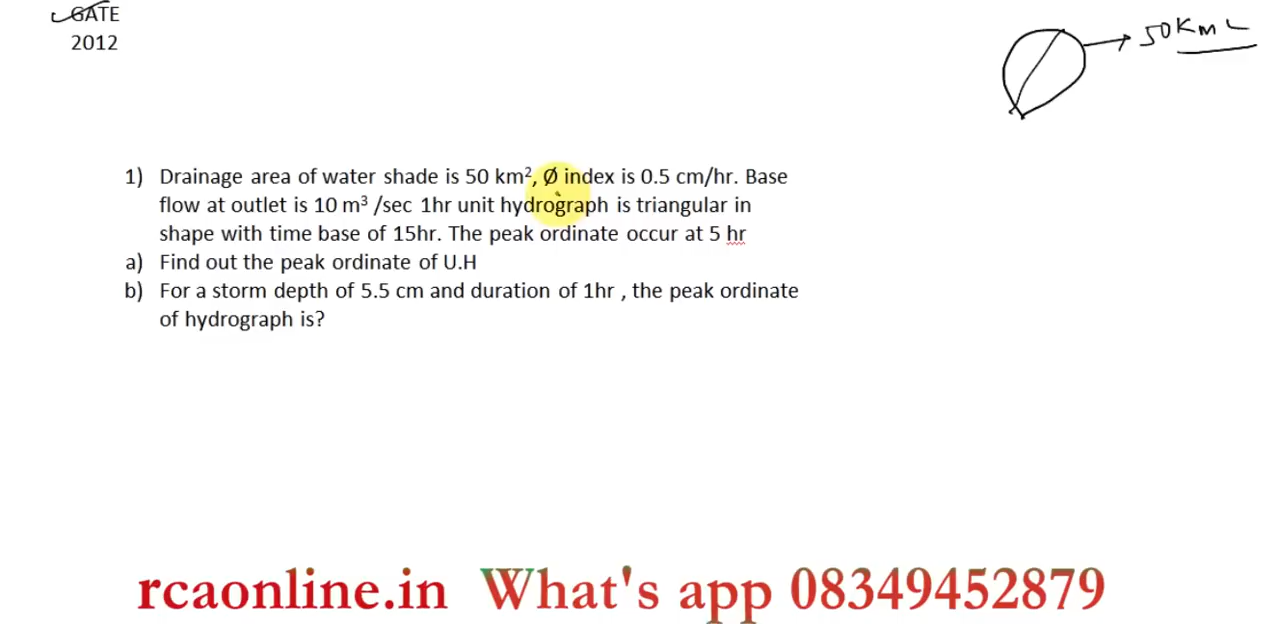 GATE
2012
50 Km
1) Drainage area of water shade is 50 km², Ø index is 0.5 cm/hr. Base
flow at outlet is 10 m³ /sec 1hr unit hydrograph is triangular in
shape with time base of 15hr. The peak ordinate occur at 5 hr
a) Find out the peak ordinate of U.H
b) For a storm depth of 5.5 cm and duration of 1hr , the peak ordinate
of hydrograph is?
rcaonline.in What's app 08349452879